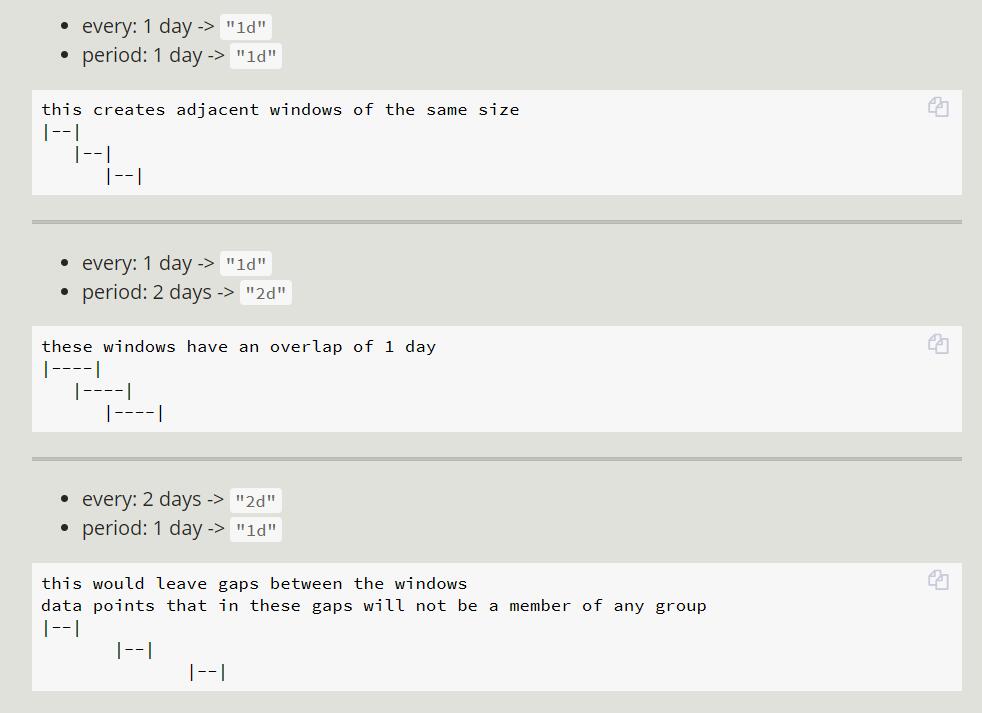 • every: 1 day -> "1d"
• period: 1 day -> "1d"
this creates adjacent windows of the same size
|--|
   |--|
      |--|
• every: 1 day -> "1d"
• period: 2 days -> "2d"
these windows have an overlap of 1 day
|----|
   |----|
      |----|
• every: 2 days -> "2d"
• period: 1 day -> "1d"
this would leave gaps between the windows
data points that in these gaps will not be a member of any group
|--|
       |--|
              |--|